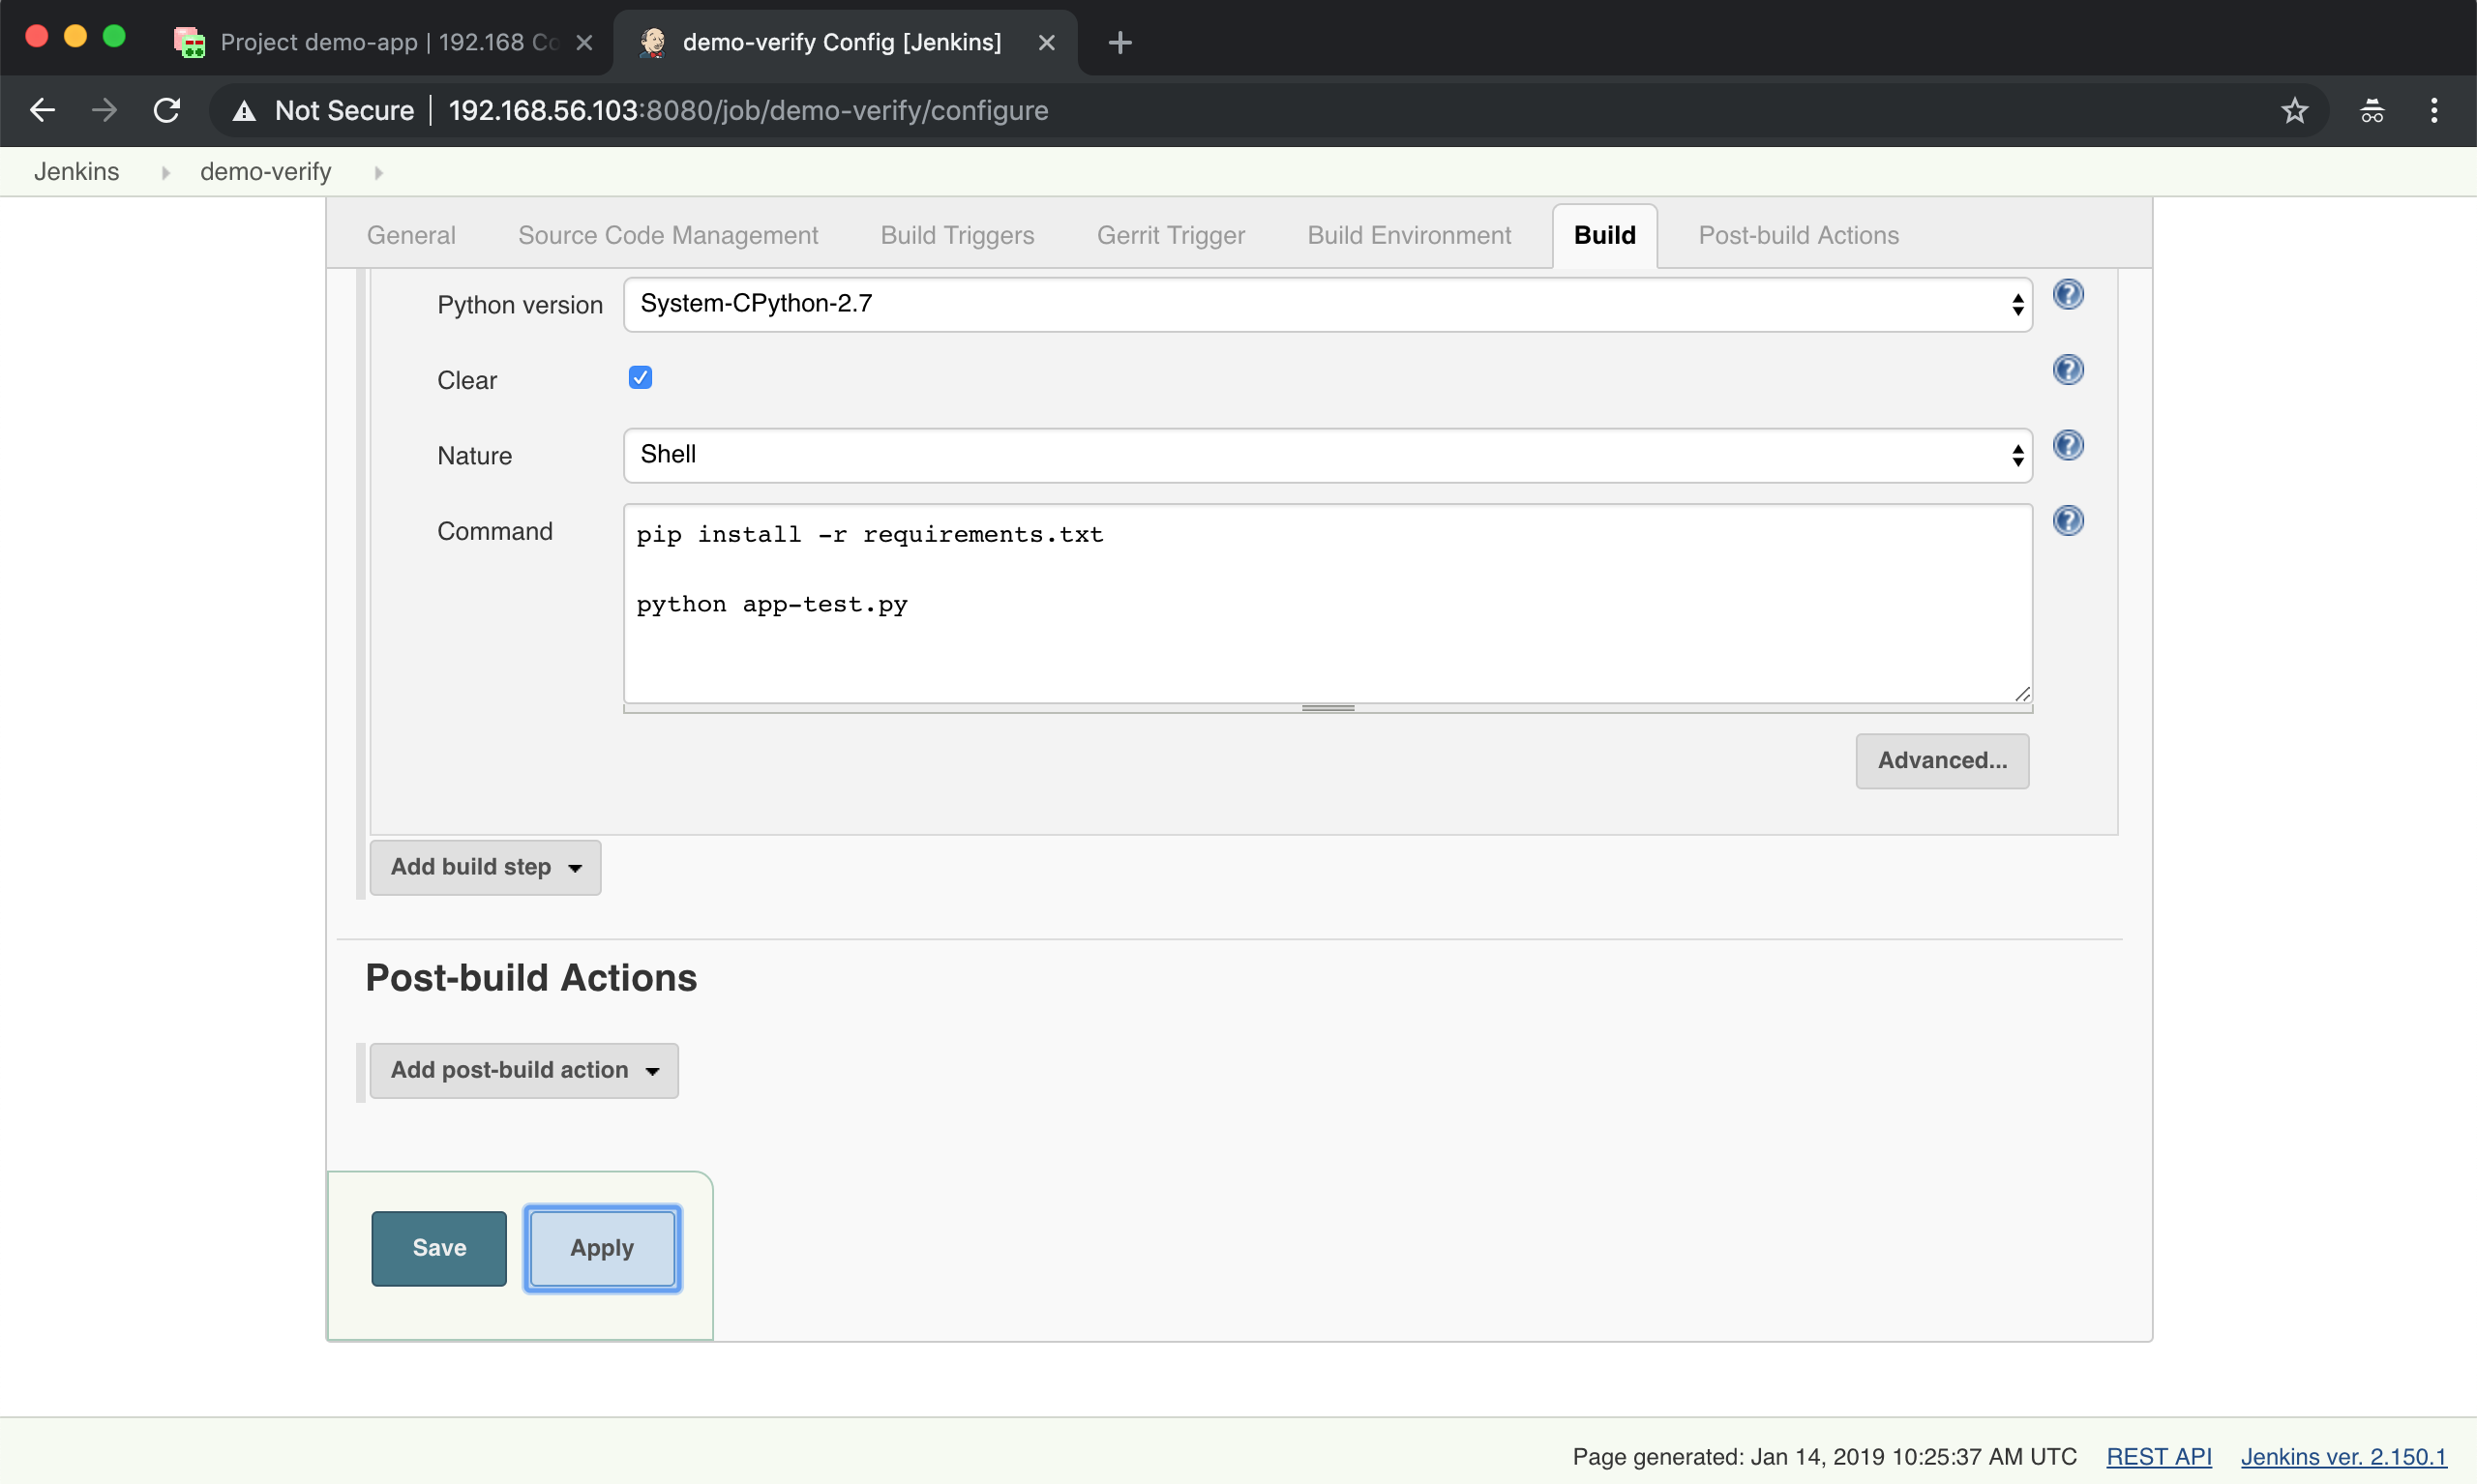 Project demo-app | 192.168 Co
demo-verify Config [Jenkins]
Not Secure | 192.168.56.103:8080/job/demo-verify/configure
Jenkins demo-verify
General Source Code Management Build Triggers Gerrit Trigger Build Environment Build Post-build Actions
Python version System-CPython-2.7
Clear
Nature Shell
Command pip install -r requirements.txt
python app-test.py
Advanced...
Add build step
Post-build Actions
Add post-build action
Save Apply
Page generated: Jan 14, 2019 10:25:37 AM UTC REST API Jenkins ver. 2.150.1